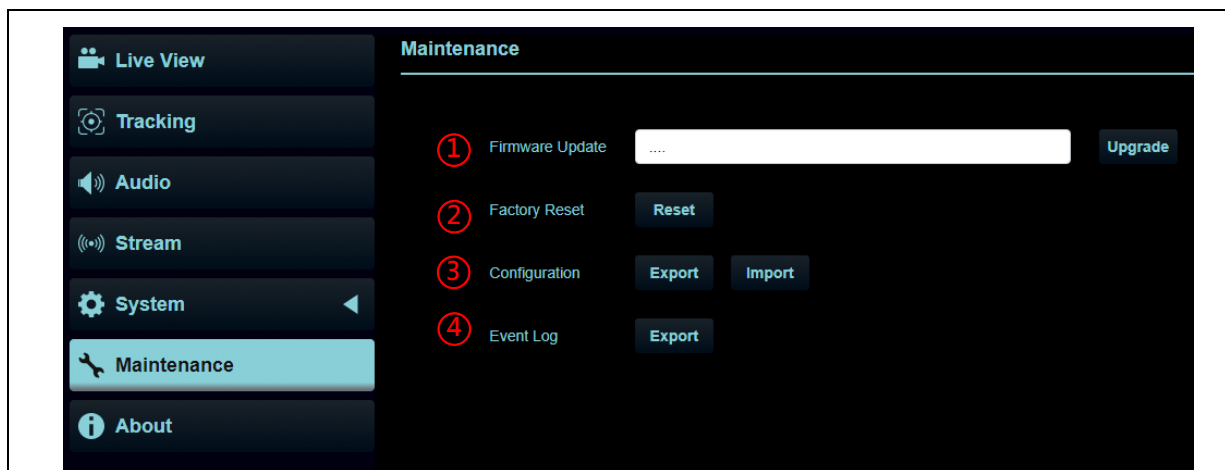 Live View
Tracking
Audio
Stream
System
Maintenance
About
Maintenance
① Firmware Update .... Upgrade
② Factory Reset Reset
③ Configuration Export Import
④ Event Log Export